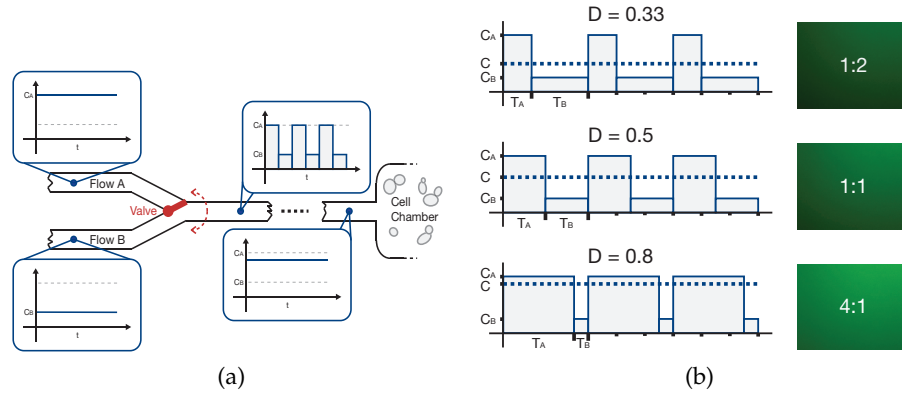 CA
t
Flow A
Valve
Flow B
CB
t
CA
CB
t
CA
CB
t
Cell
Chamber
(a)
D = 0.33
CA
C
CB
TA TB
1:2
D = 0.5
CA
C
CB
TA TB
1:1
D = 0.8
CA
C
CB
TA TB
4:1
(b)